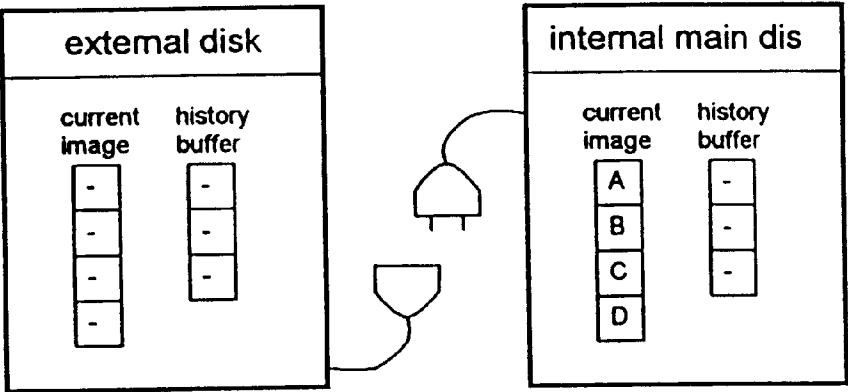 external disk
current history
image buffer
- -
- -
- -
-
internal main dis
current history
image buffer
A -
B -
C -
D